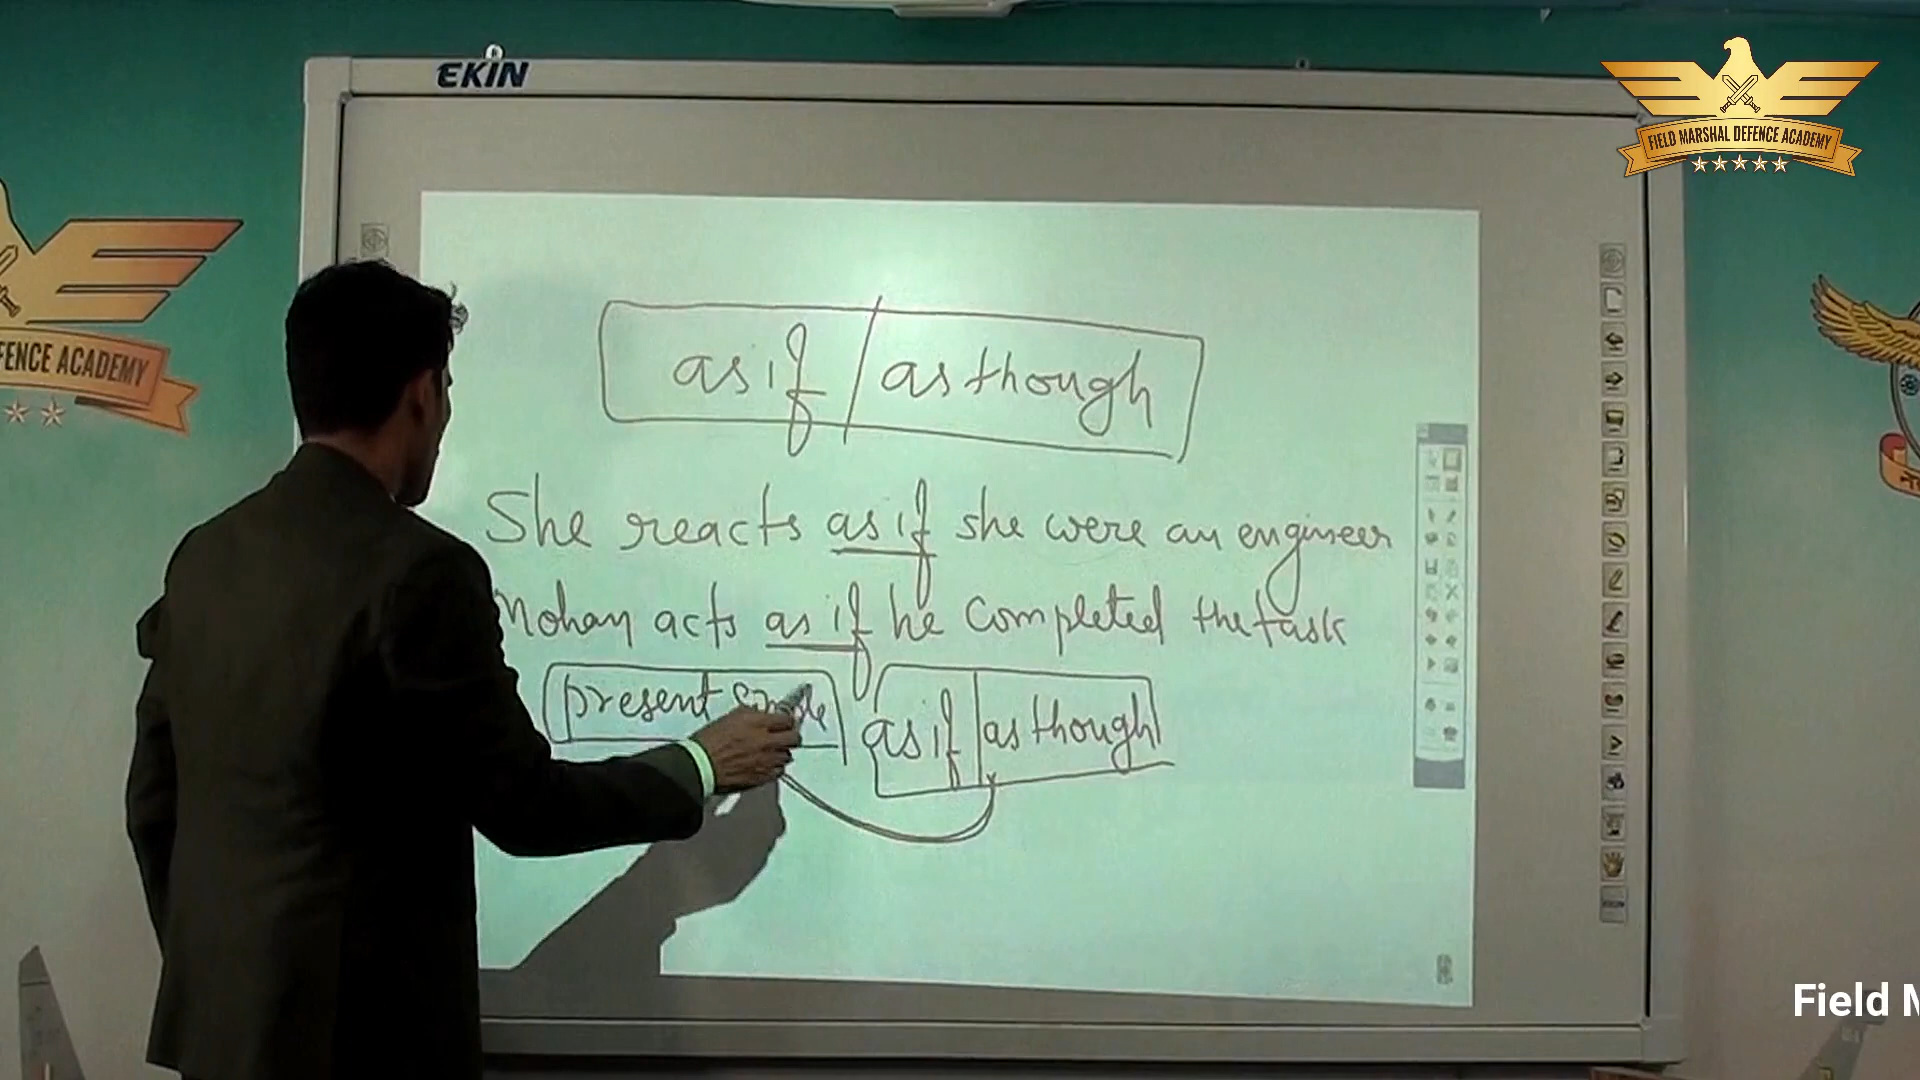 EKIN
FIELD MARSHAL DEFENCE ACADEMY
FENCE ACADEMY
as if / as though
She reacts as if she were an engineer
Mohan acts as if he completed the task
present simple as if | as though
Field M